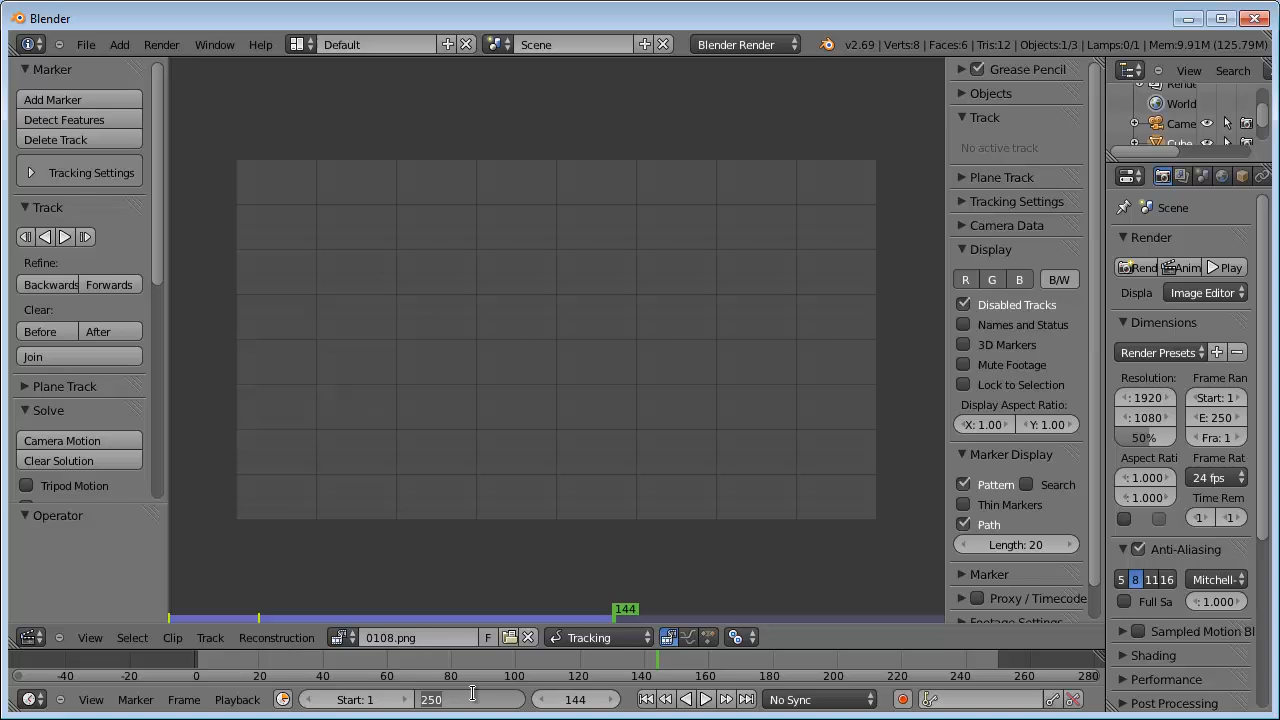 Blender
File Add Render Window Help Default Scene Blender Render v2.69 | Verts:8 | Faces:6 | Tris:12 | Objects:1/3 | Lamps:0/1 | Mem:9.91M (125.79M)
Marker
Add Marker
Detect Features
Delete Track
Tracking Settings
Track
Refine:
Backwards Forwards
Clear:
Before After
Join
Plane Track
Solve
Camera Motion
Clear Solution
Tripod Motion
Operator
144
Grease Pencil
Objects
Track
No active track
Plane Track
Tracking Settings
Camera Data
Display
R G B B/W
Disabled Tracks
Names and Status
3D Markers
Mute Footage
Lock to Selection
Display Aspect Ratio:
X: 1.00 Y: 1.00
Marker Display
Pattern Search
Thin Markers
Path
Length: 20
Marker
Proxy / Timecode
Footage Settings
View Search
Rende
World
Came
Cube
Scene
Render
Rend Anim Play
Displa Image Editor
Dimensions
Render Presets
Resolution: Frame Ran
: 1920 Start: 1
: 1080 E: 250
50% Fra: 1
Aspect Rati Frame Rat
: 1.000 24 fps
: 1.000 Time Rem
: 1 : 1
Anti-Aliasing
5 8 11 16 Mitchell-
Full Sa : 1.000
Sampled Motion Bl
Shading
Performance
Post Processing
View Select Clip Track Reconstruction 0108.png F Tracking
-40 -20 0 20 40 60 80 100 120 140 160 180 200 220 240 260 280
View Marker Frame Playback Start: 1 250 144 No Sync